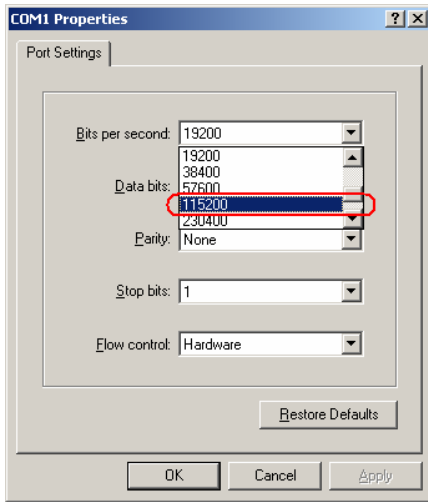 COM1 Properties
Port Settings
Bits per second: 19200
19200
38400
Data bits: 57600
115200
230400
Parity: None
Stop bits: 1
Flow control: Hardware
Restore Defaults
OK Cancel Apply